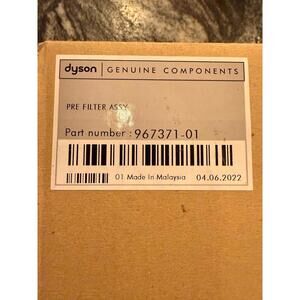 dyson | GENUINE COMPONENTS
PRE FILTER ASSY
Part number : 967371-01
01 Made In Malaysia 04.06.2022